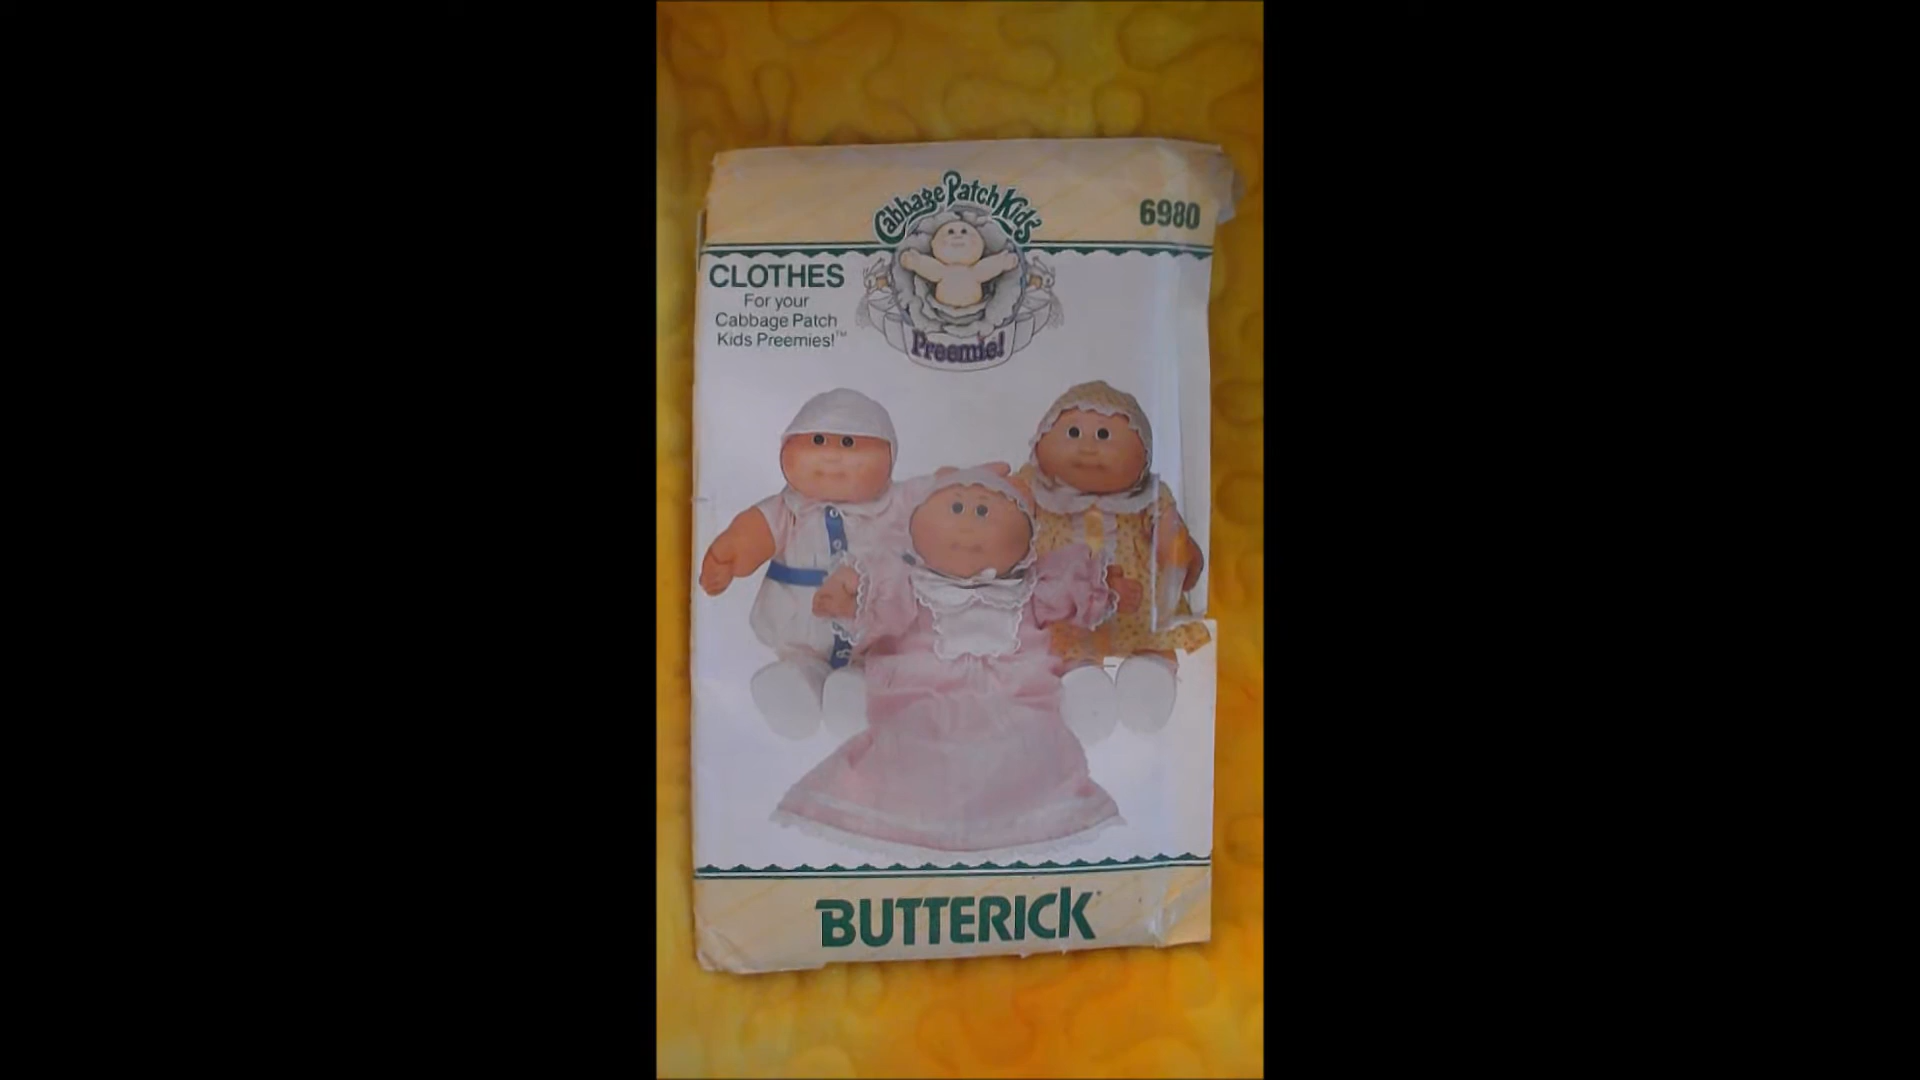 Cabbage Patch Kids
6980
CLOTHES
For your
Cabbage Patch
Kids Preemies!™
Preemie!
BUTTERICK